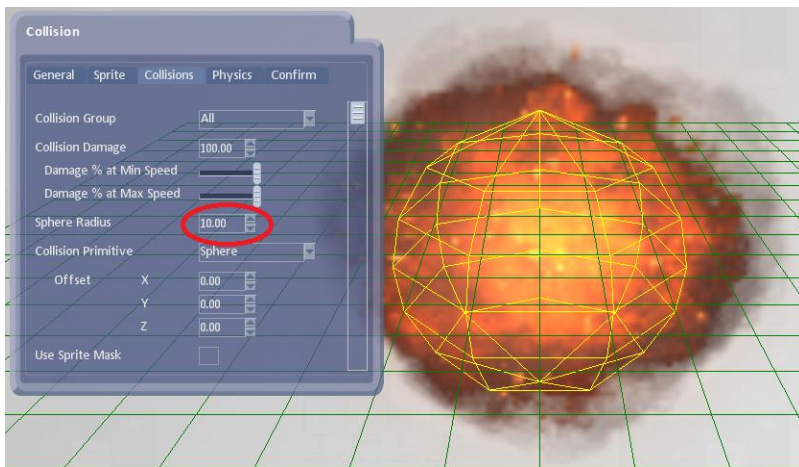 Collision
General Sprite Collisions Physics Confirm
Collision Group All
Collision Damage 100.00
Damage % at Min Speed
Damage % at Max Speed
Sphere Radius 10.00
Collision Primitive Sphere
Offset X 0.00
Y 0.00
Z 0.00
Use Sprite Mask